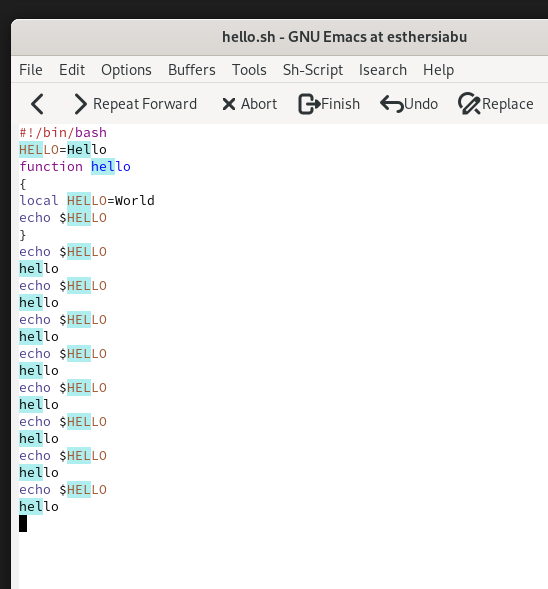 hello.sh - GNU Emacs at esthersiabu
File Edit Options Buffers Tools Sh-Script Isearch Help
Repeat Forward Abort Finish Undo Replace
#!/bin/bash
HELLO=Hello
function hello
{
local HELLO=World
echo $HELLO
}
echo $HELLO
hello
echo $HELLO
hello
echo $HELLO
hello
echo $HELLO
hello
echo $HELLO
hello
echo $HELLO
hello
echo $HELLO
hello
echo $HELLO
hello